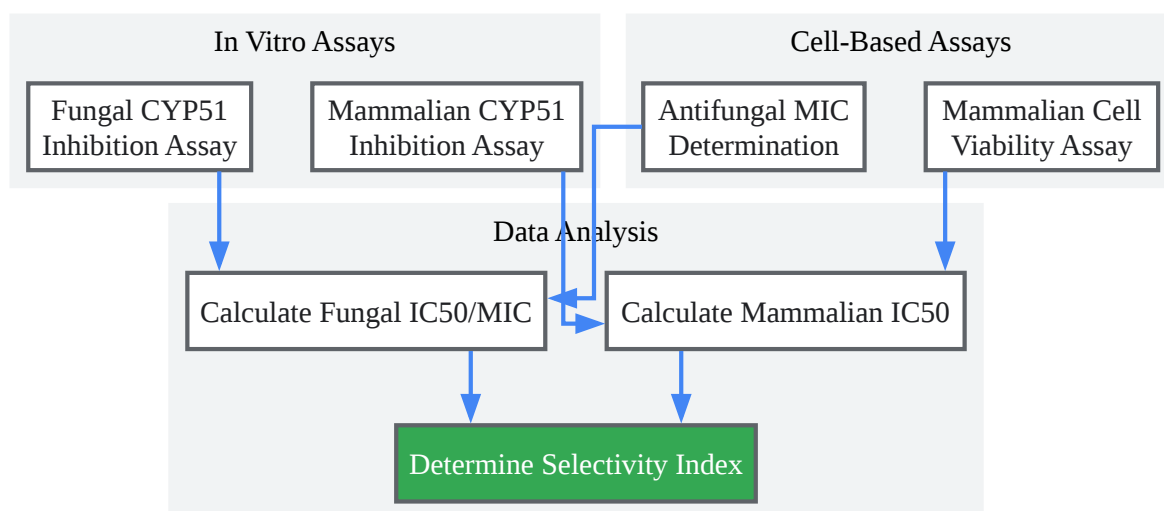 In Vitro Assays
Cell-Based Assays
Fungal CYP51
Inhibition Assay
Mammalian CYP51
Inhibition Assay
Antifungal MIC
Determination
Mammalian Cell
Viability Assay
Data Analysis
Calculate Fungal IC50/MIC
Calculate Mammalian IC50
Determine Selectivity Index